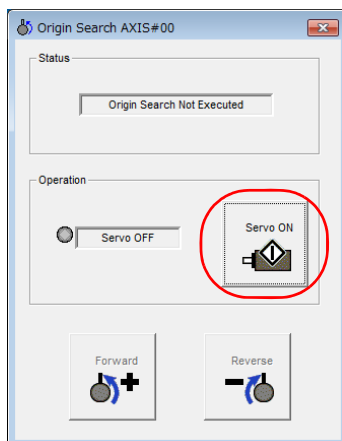 Origin Search AXIS#00
Status
Origin Search Not Executed
Operation
Servo OFF
Servo ON
Forward
Reverse